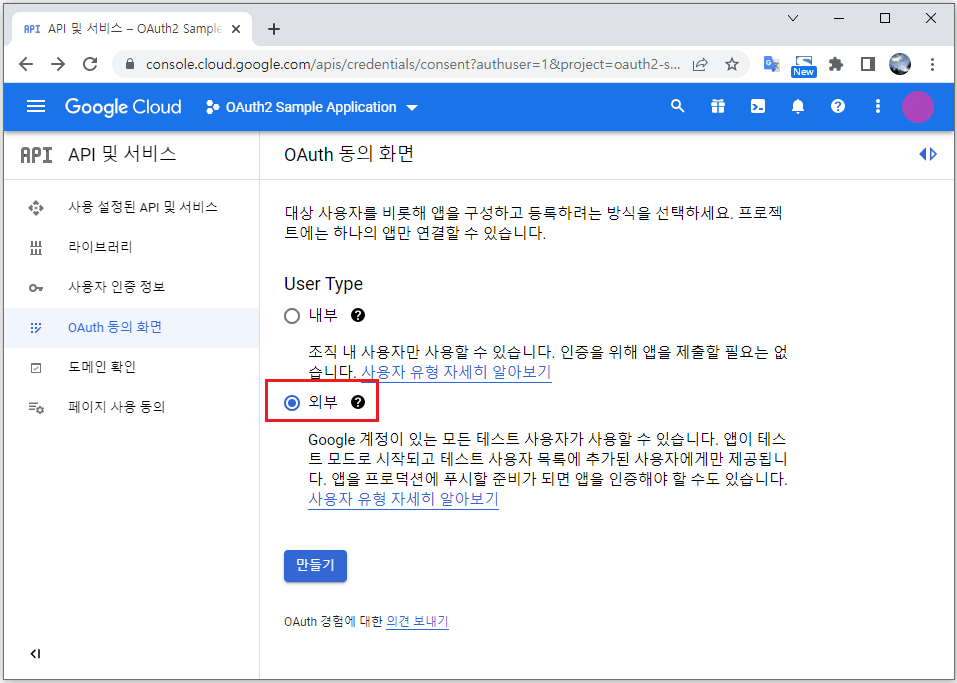 API API 및 서비스 – OAuth2 Sample
console.cloud.google.com/apis/credentials/consent?authuser=1&project=oauth2-s...
New
Google Cloud OAuth2 Sample Application
API API 및 서비스
사용 설정된 API 및 서비스
라이브러리
사용자 인증 정보
OAuth 동의 화면
도메인 확인
페이지 사용 동의
OAuth 동의 화면
대상 사용자를 비롯해 앱을 구성하고 등록하려는 방식을 선택하세요. 프로젝
트에는 하나의 앱만 연결할 수 있습니다.
User Type
내부
조직 내 사용자만 사용할 수 있습니다. 인증을 위해 앱을 제출할 필요는 없
습니다. 사용자 유형 자세히 알아보기
외부
Google 계정이 있는 모든 테스트 사용자가 사용할 수 있습니다. 앱이 테스
트 모드로 시작되고 테스트 사용자 목록에 추가된 사용자에게만 제공됩니
다. 앱을 프로덕션에 푸시할 준비가 되면 앱을 인증해야 할 수도 있습니다.
사용자 유형 자세히 알아보기
만들기
OAuth 경험에 대한 의견 보내기